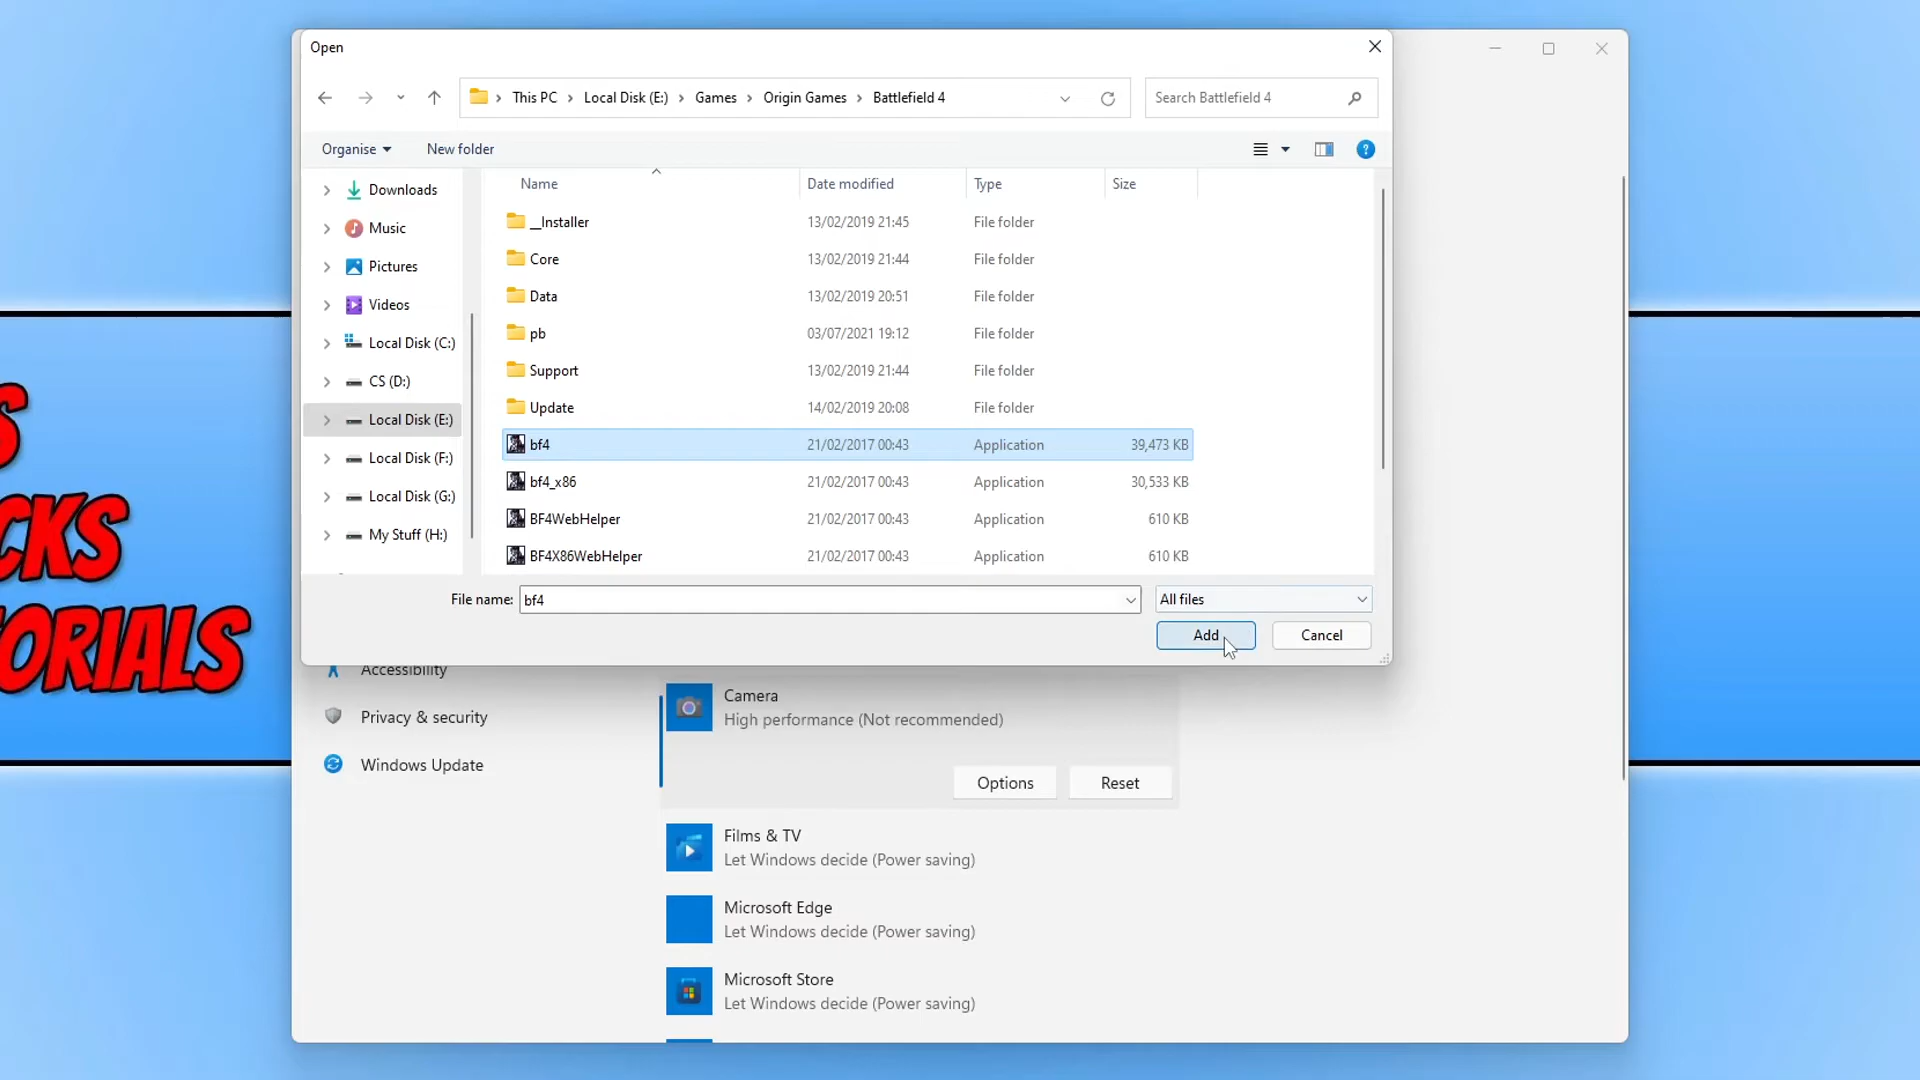 Open
This PC > Local Disk (E:) > Games > Origin Games > Battlefield 4
Search Battlefield 4
Organise
New folder
Name
Date modified
Type
Size
Downloads
Music
Pictures
Videos
Local Disk (C:)
CS (D:)
Local Disk (E:)
Local Disk (F:)
Local Disk (G:)
My Stuff (H:)
__Installer 13/02/2019 21:45 File folder
Core 13/02/2019 21:44 File folder
Data 13/02/2019 20:51 File folder
pb 03/07/2021 19:12 File folder
Support 13/02/2019 21:44 File folder
Update 14/02/2019 20:08 File folder
bf4 21/02/2017 00:43 Application 39,473 KB
bf4_x86 21/02/2017 00:43 Application 30,533 KB
BF4WebHelper 21/02/2017 00:43 Application 610 KB
BF4X86WebHelper 21/02/2017 00:43 Application 610 KB
File name: bf4
All files
Add
Cancel
Accessibility
Privacy & security
Windows Update
Camera
High performance (Not recommended)
Options
Reset
Films & TV
Let Windows decide (Power saving)
Microsoft Edge
Let Windows decide (Power saving)
Microsoft Store
Let Windows decide (Power saving)